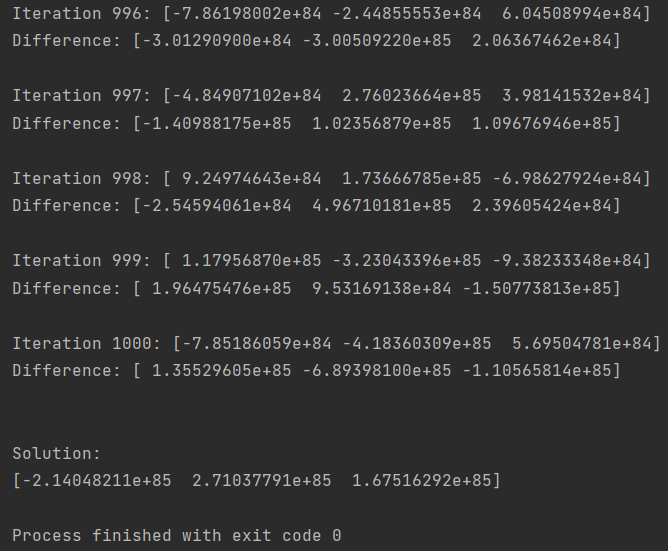 Iteration 996: [-7.86198002e+84 -2.44855553e+84  6.04508994e+84]
Difference: [-3.01290900e+84 -3.00509220e+85  2.06367462e+84]
Iteration 997: [-4.84907102e+84  2.76023664e+85  3.98141532e+84]
Difference: [-1.40988175e+85  1.02356879e+85  1.09676946e+85]
Iteration 998: [ 9.24974643e+84  1.73666785e+85 -6.98627924e+84]
Difference: [-2.54594061e+84  4.96710181e+85  2.39605424e+84]
Iteration 999: [ 1.17956870e+85 -3.23043396e+85 -9.38233348e+84]
Difference: [ 1.96475476e+85  9.53169138e+84 -1.50773813e+85]
Iteration 1000: [-7.85186059e+84 -4.18360309e+85  5.69504781e+84]
Difference: [ 1.35529605e+85 -6.89398100e+85 -1.10565814e+85]
Solution:
[-2.14048211e+85  2.71037791e+85  1.67516292e+85]
Process finished with exit code 0